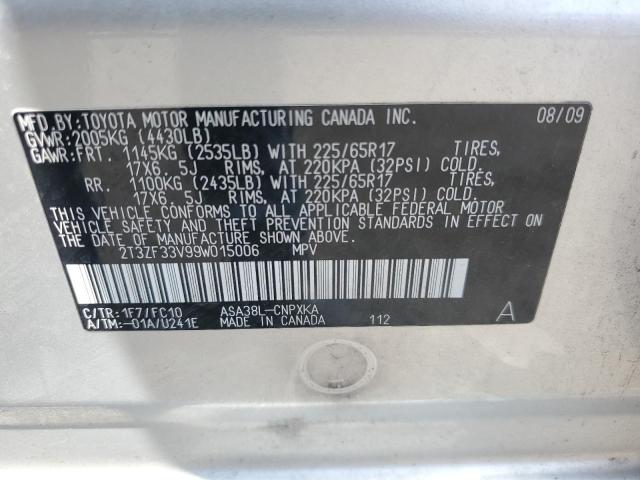 MFD. BY: TOYOTA MOTOR MANUFACTURING CANADA INC. 08/09
GVWR: 2005KG (4430LB)
GAWR: FRT. 1145KG (2535LB) WITH 225/65R17 TIRES,
17X6.5J RIMS, AT 220KPA (32PSI) COLD.
RR. 1100KG (2435LB) WITH 225/65R17 TIRES,
17X6.5J RIMS, AT 220KPA (32PSI) COLD.
THIS VEHICLE CONFORMS TO ALL APPLICABLE FEDERAL MOTOR
VEHICLE SAFETY AND THEFT PREVENTION STANDARDS IN EFFECT ON
THE DATE OF MANUFACTURE SHOWN ABOVE.
2T3ZF33V99W015006 MPV
C/TR: 1F7/FC10 ASA38L-CNPXKA
A/TM: -01A/U241E MADE IN CANADA 112 A